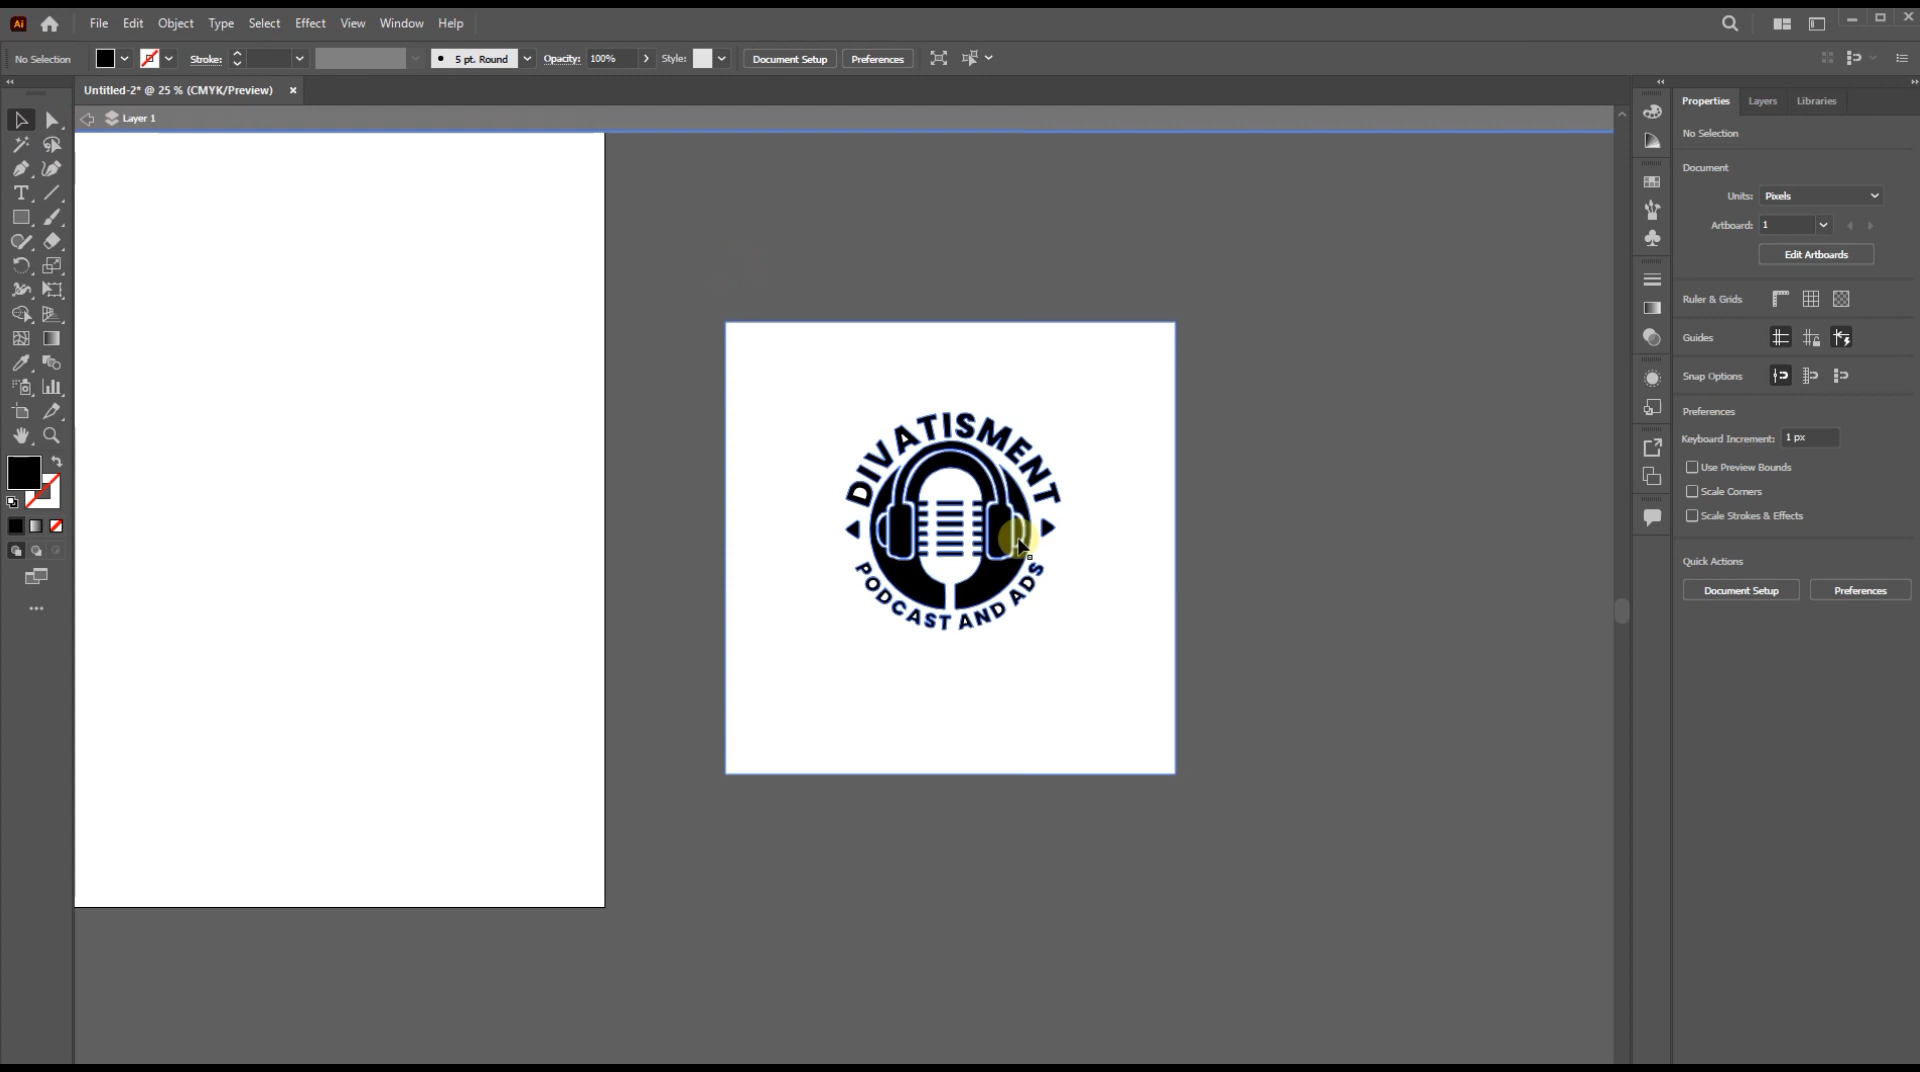 Ai File Edit Object Type Select Effect View Window Help
No Selection Stroke: 5 pt. Round Opacity: 100% Style: Document Setup Preferences
Untitled-2* @ 25 % (CMYK/Preview) ×
Layer 1
DIVATISMENT
PODCAST AND ADS
Properties Layers Libraries
No Selection
Document
Units: Pixels
Artboard: 1
Edit Artboards
Ruler & Grids
Guides
Snap Options
Preferences
Keyboard Increment: 1 px
Use Preview Bounds
Scale Corners
Scale Strokes & Effects
Quick Actions
Document Setup Preferences